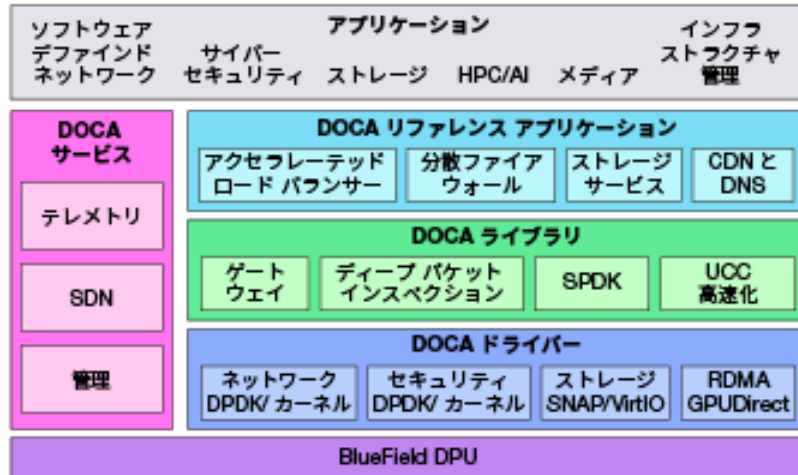 アプリケーション
ソフトウェア
デファインド
ネットワーク
サイバー
セキュリティ
ストレージ
HPC/AI
メディア
インフラ
ストラクチャ
管理
DOCA
サービス
テレメトリ
SDN
管理
DOCA リファレンス アプリケーション
アクセラレーテッド
ロード バランサー
分散ファイア
ウォール
ストレージ
サービス
CDN と
DNS
DOCA ライブラリ
ゲート
ウェイ
ディープ パケット
インスペクション
SPDK
UCC
高速化
DOCA ドライバー
ネットワーク
DPDK/ カーネル
セキュリティ
DPDK/ カーネル
ストレージ
SNAP/VirtIO
RDMA
GPUDirect
BlueField DPU